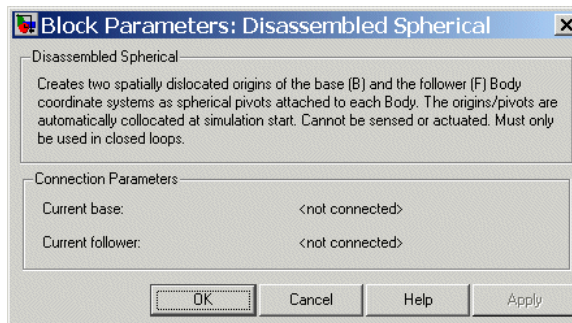 Block Parameters: Disassembled Spherical
Disassembled Spherical
Creates two spatially dislocated origins of the base (B) and the follower (F) Body
coordinate systems as spherical pivots attached to each Body. The origins/pivots are
automatically collocated at simulation start. Cannot be sensed or actuated. Must only
be used in closed loops.
Connection Parameters
Current base: <not connected>
Current follower: <not connected>
OK Cancel Help Apply